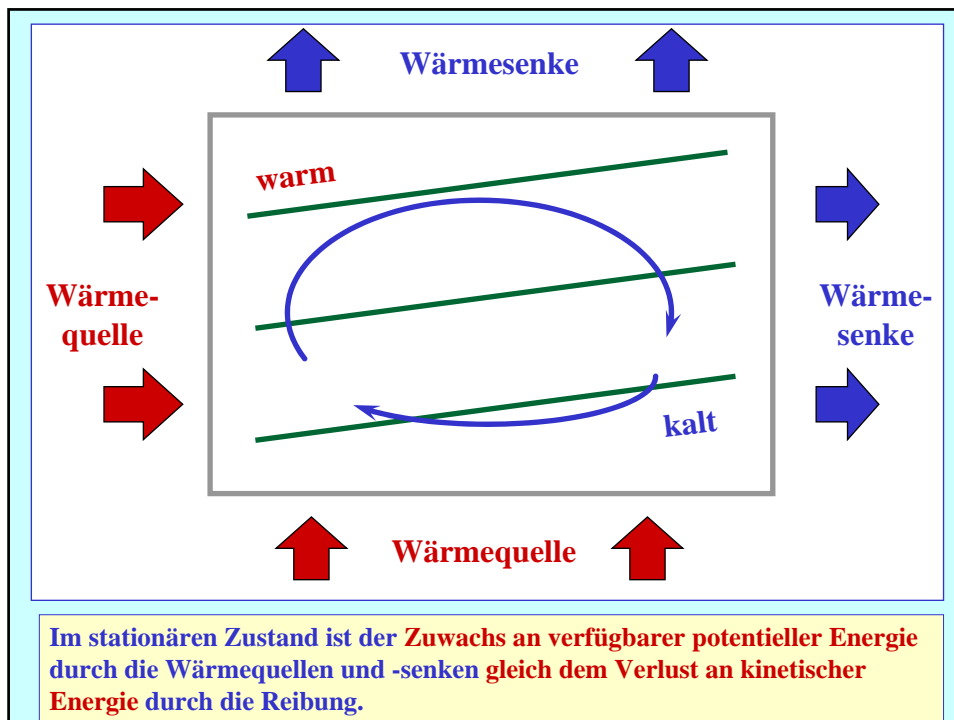 Wärmesenke
warm
Wärme-
quelle
Wärme-
senke
kalt
Wärmequelle
Im stationären Zustand ist der Zuwachs an verfügbarer potentieller Energie
durch die Wärmequellen und -senken gleich dem Verlust an kinetischer
Energie durch die Reibung.